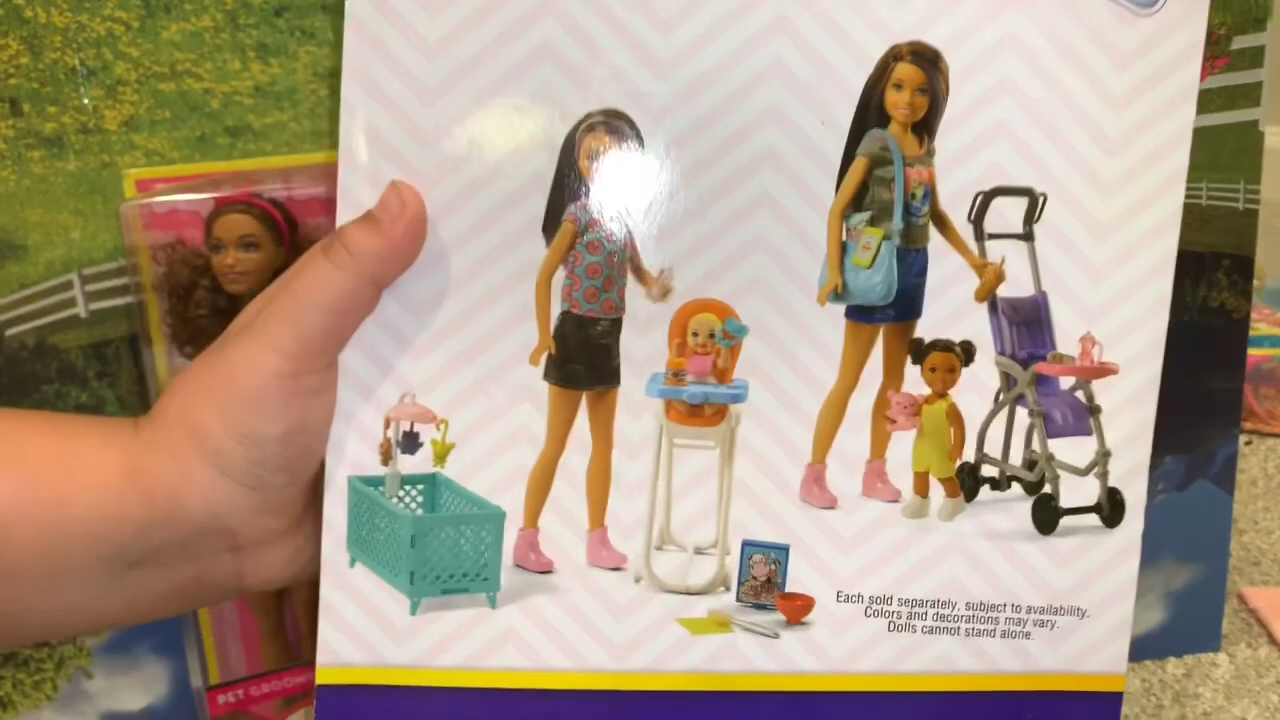 Each sold separately, subject to availability.
Colors and decorations may vary.
Dolls cannot stand alone.
PET GROOM